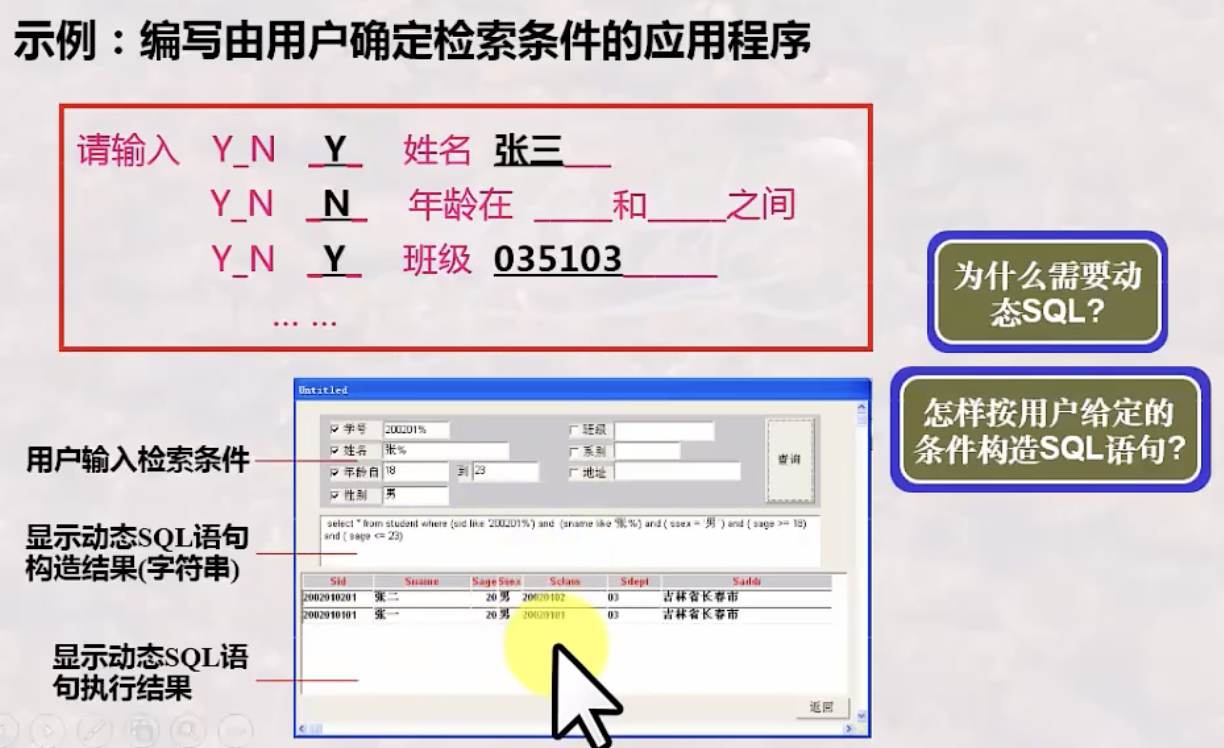 示例：编写由用户确定检索条件的应用程序
请输入 Y_N _Y_ 姓名 张三___
Y_N _N_ 年龄在 _____和_____之间
Y_N _Y_ 班级 035103______
... ...
为什么需要动
态SQL?
怎样按用户给定的
条件构造SQL语句?
用户输入检索条件
显示动态SQL语句
构造结果(字符串)
显示动态SQL语
句执行结果
Untitled
学号 200201% 班级
姓名 张% 系别
年龄自 18 到 23 地址
性别 男
查询
select * from student where (sid like '200201%') and (sname like '张%') and ( ssex = '男' ) and ( sage >= 18)
and ( sage <= 23)
Sid Sname Sage Ssex Sclass Sdept Saddr
2002010201 张二 20 男 20020102 03 吉林省长春市
2002010101 张一 20 男 20020101 03 吉林省长春市
返回